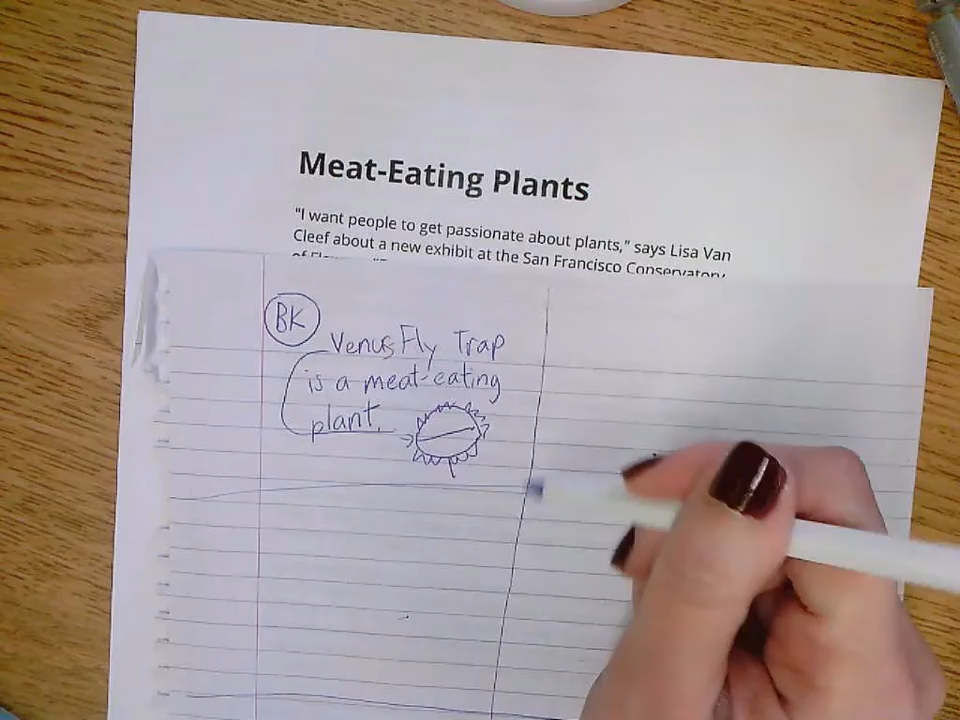 Meat-Eating Plants
"I want people to get passionate about plants," says Lisa Van
Cleef about a new exhibit at the San Francisco Conservatory
of
BK
Venus Fly Trap
is a meat-eating
plant.